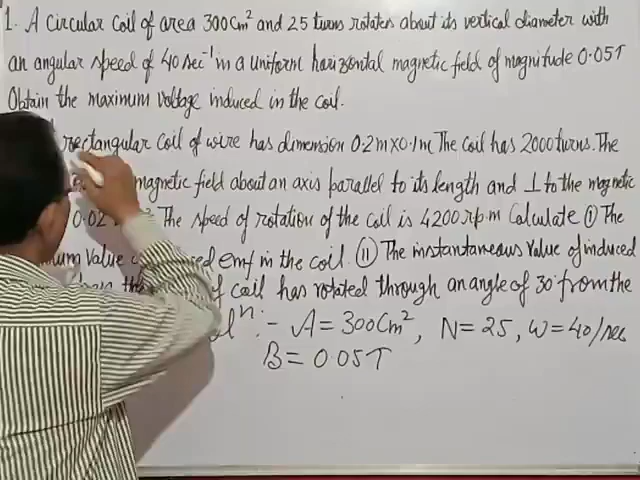 1. A Circular Coil of area 300Cm² and 25 turns rotates about its vertical diameter with
an angular speed of 40 sec⁻¹ in a uniform horizontal magnetic field of magnitude 0.05T
Obtain the maximum voltage induced in the coil.
rectangular coil of wire has dimension 0.2m×0.1m The coil has 2000 turns. The
magnetic field about an axis parallel to its length and ⊥ to the magnetic
0.02 The speed of rotation of the coil is 4200 r.p.m Calculate ① The
value emf in the coil. ⑪ The instantaneous value of induced
of coil has rotated through an angle of 30° from the
:- A = 300Cm², N = 25, ω = 40/sec
B = 0.05T